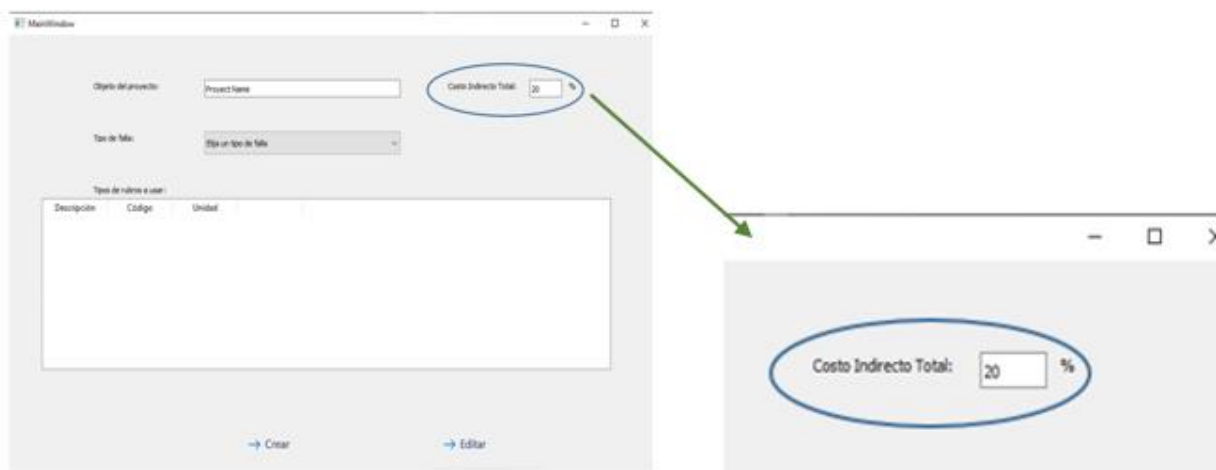 MainWindow
Objeto del proyecto:
Proyect Name
Costo Indirecto Total:
20
%
Tipo de falla:
Elija un tipo de falla
Tipos de rubros a usar:
Descripción Código Unidad
Crear
Editar
Costo Indirecto Total:
20
%